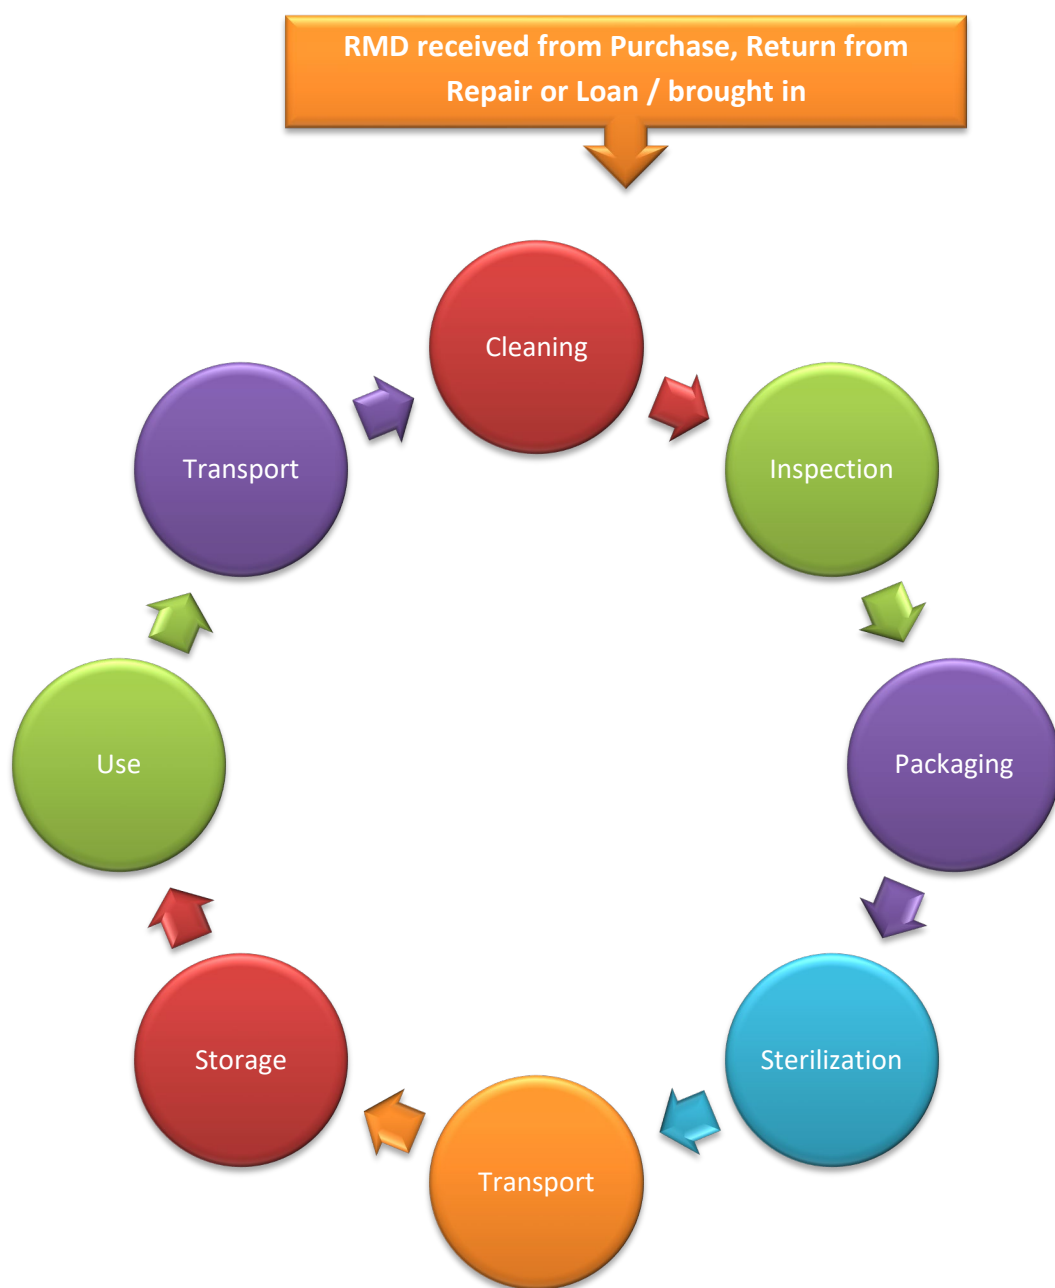 RMD received from Purchase, Return from
Repair or Loan / brought in
Cleaning
Inspection
Packaging
Sterilization
Transport
Storage
Use
Transport